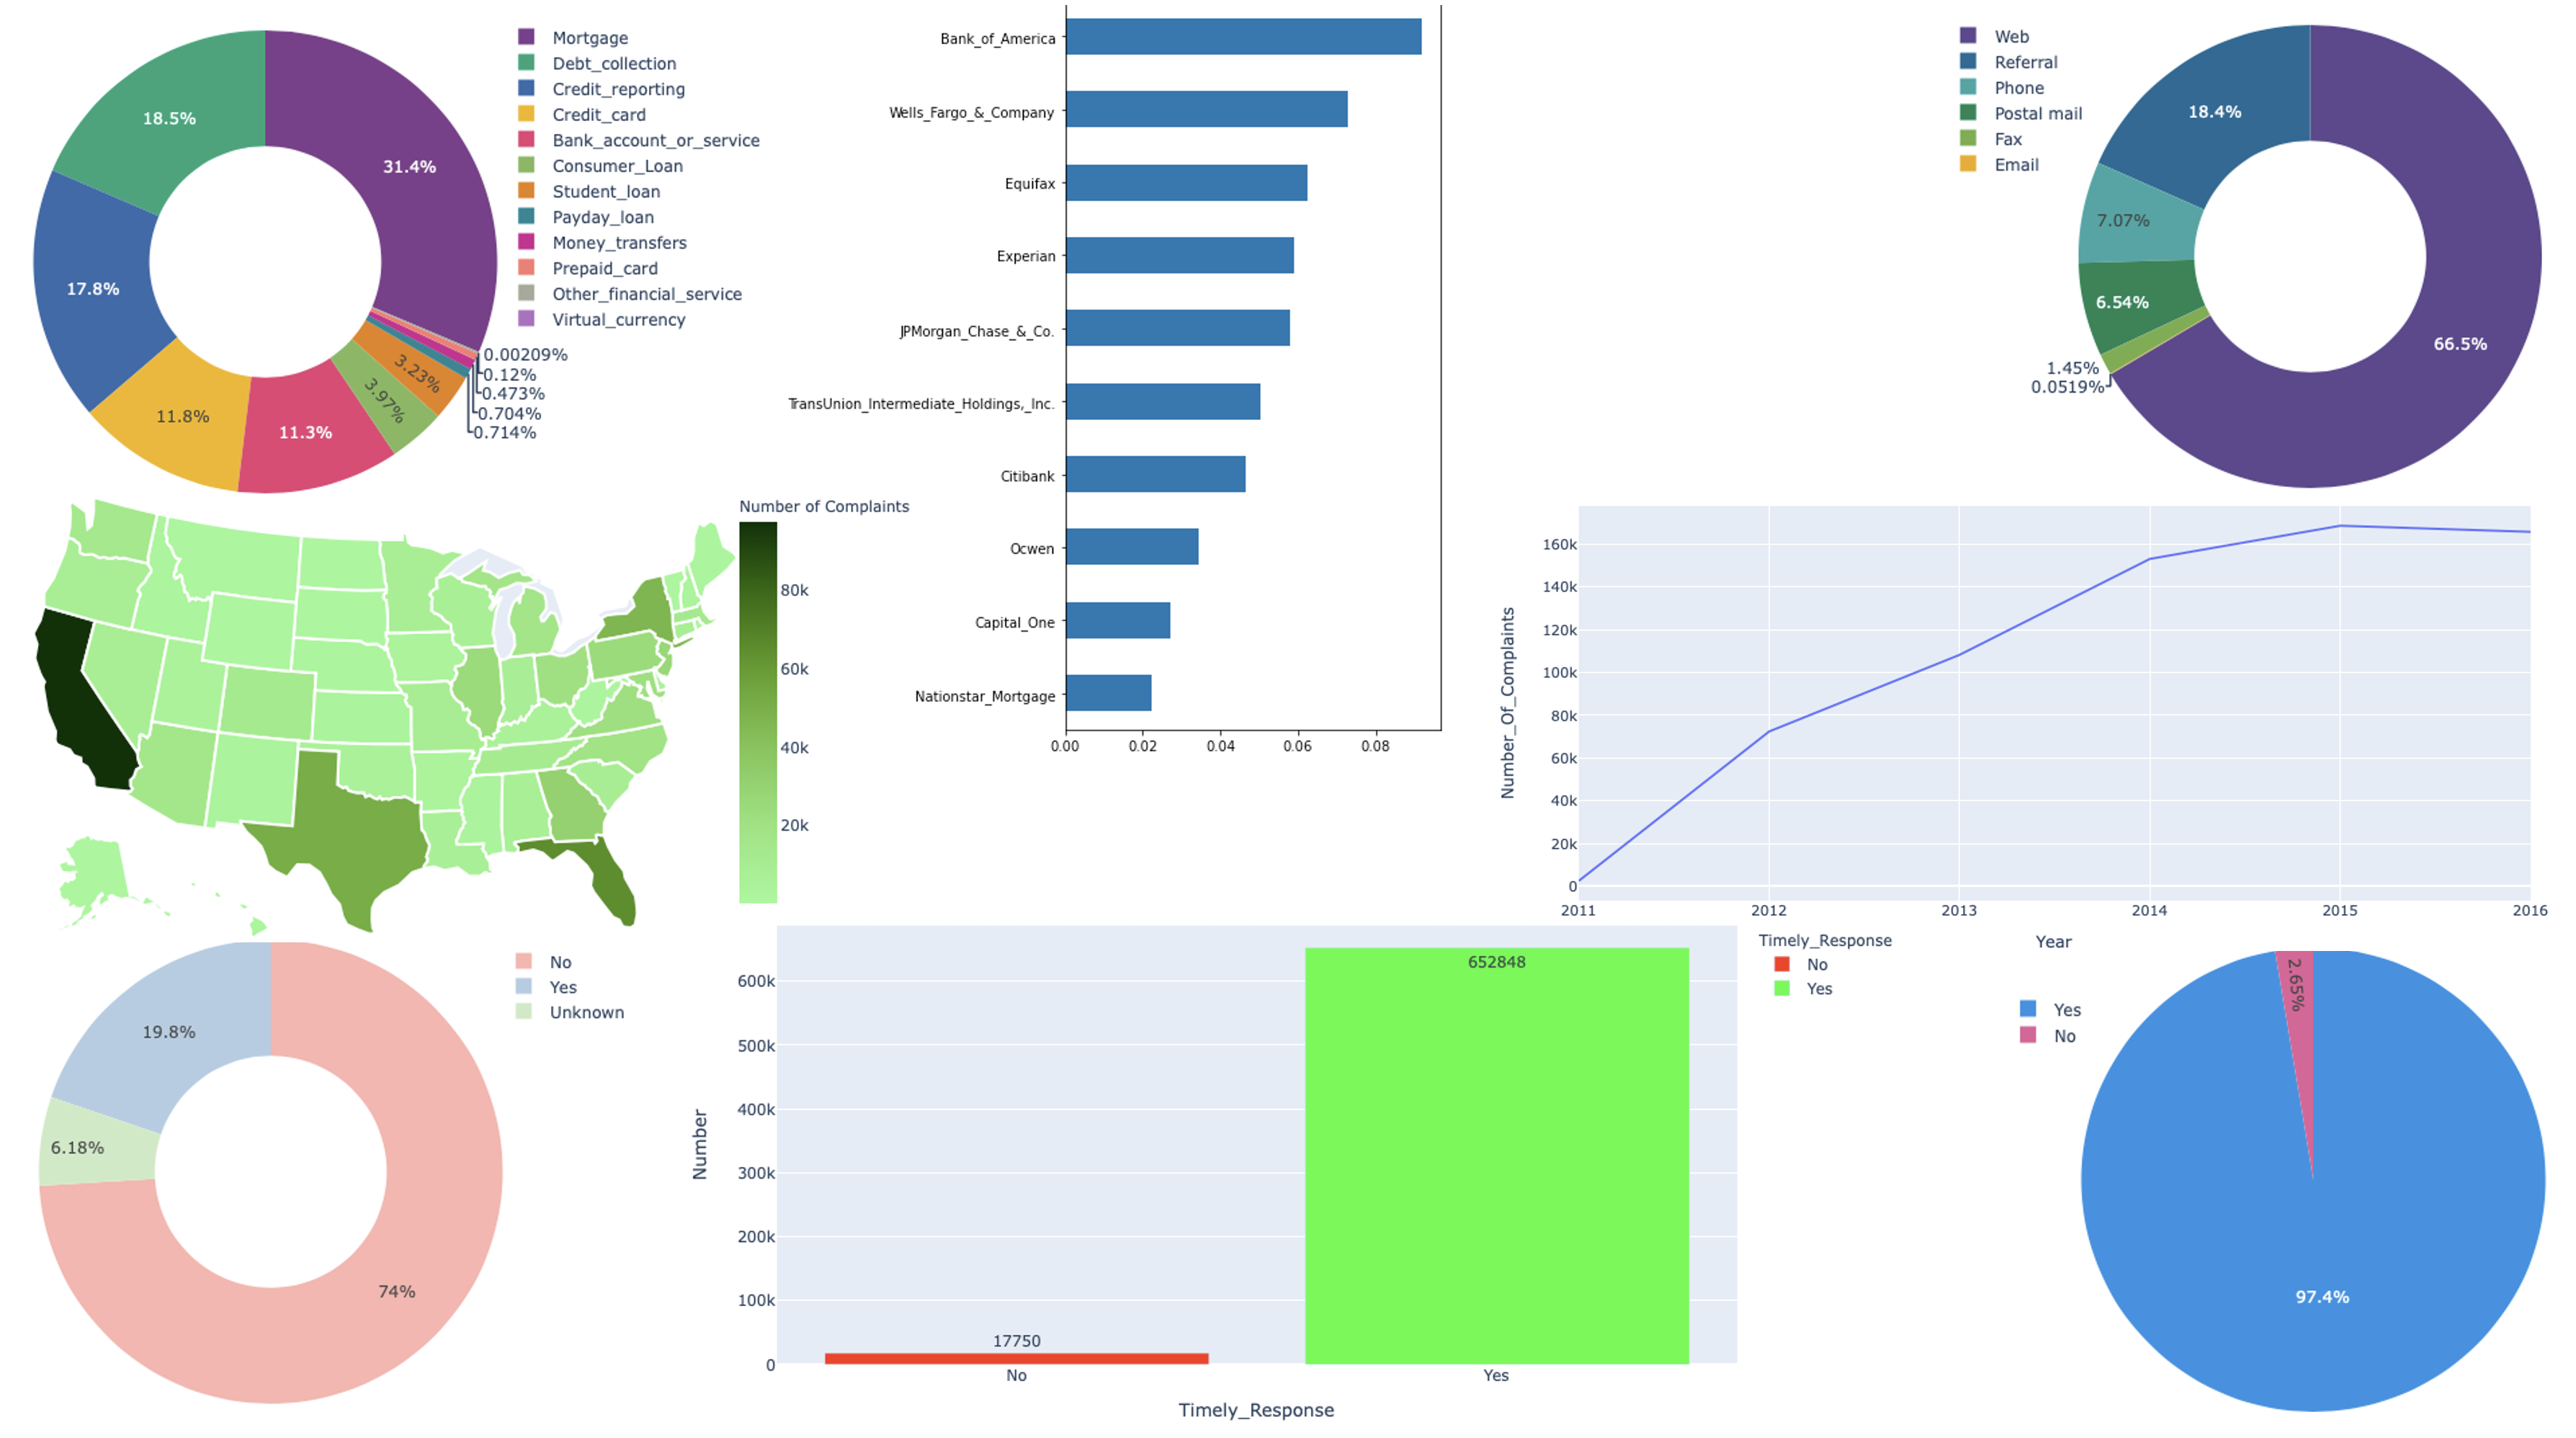 Mortgage
Debt_collection
Credit_reporting
Credit_card
Bank_account_or_service
Consumer_Loan
Student_loan
Payday_loan
Money_transfers
Prepaid_card
Other_financial_service
Virtual_currency
31.4%
18.5%
17.8%
11.8%
11.3%
3.97%
3.23%
0.00209%
0.12%
0.473%
0.704%
0.714%
Bank_of_America
Wells_Fargo_&_Company
Equifax
Experian
JPMorgan_Chase_&_Co.
TransUnion_Intermediate_Holdings,_Inc.
Citibank
Ocwen
Capital_One
Nationstar_Mortgage
0.00 0.02 0.04 0.06 0.08
Web
Referral
Phone
Postal mail
Fax
Email
18.4%
7.07%
6.54%
1.45%
0.0519%
66.5%
Number of Complaints
80k
60k
40k
20k
Number_Of_Complaints
160k
140k
120k
100k
80k
60k
40k
20k
0
2011 2012 2013 2014 2015 2016
Year
No
Yes
Unknown
19.8%
6.18%
74%
Number
600k
500k
400k
300k
200k
100k
0
652848
17750
No Yes
Timely_Response
Timely_Response
No
Yes
Yes
No
2.65%
97.4%